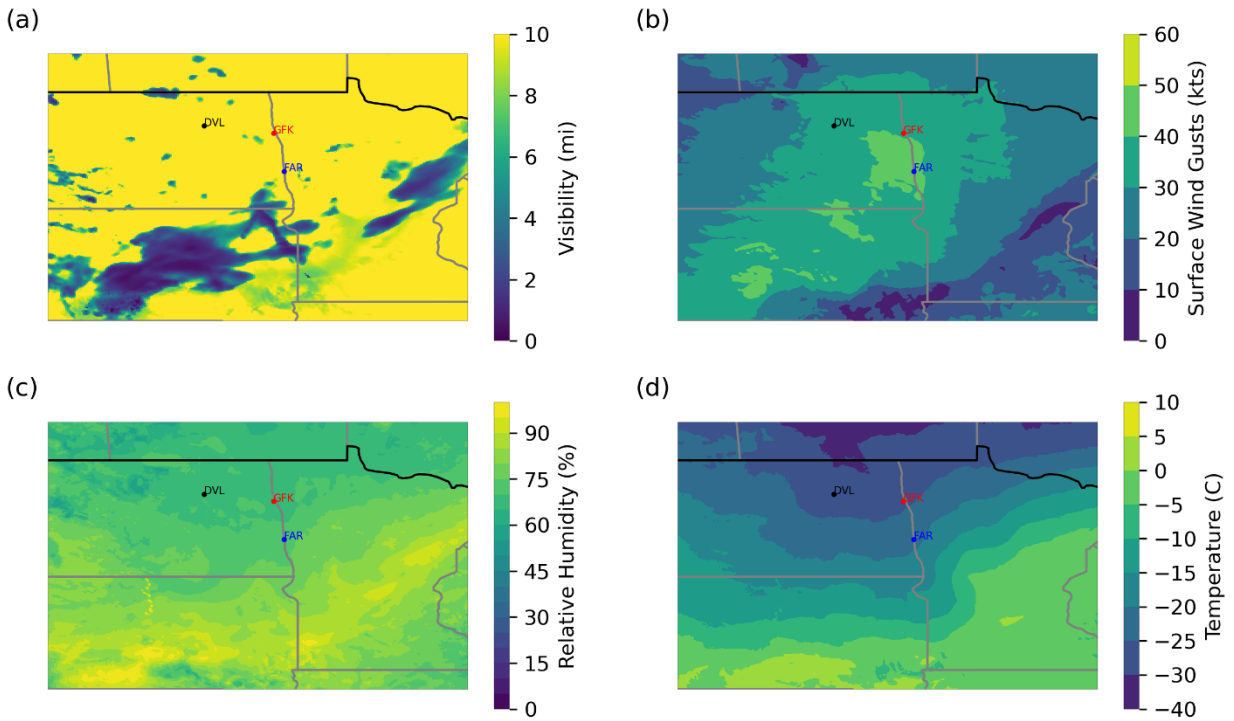 (a)
DVL
GFK
FAR
10
8
6
4
2
0
Visibility (mi)
(b)
DVL
GFK
FAR
60
50
40
30
20
10
0
Surface Wind Gusts (kts)
(c)
DVL
GFK
FAR
90
75
60
45
30
15
0
Relative Humidity (%)
(d)
DVL
GFK
FAR
10
5
0
−5
−10
−15
−20
−25
−30
−40
Temperature (C)